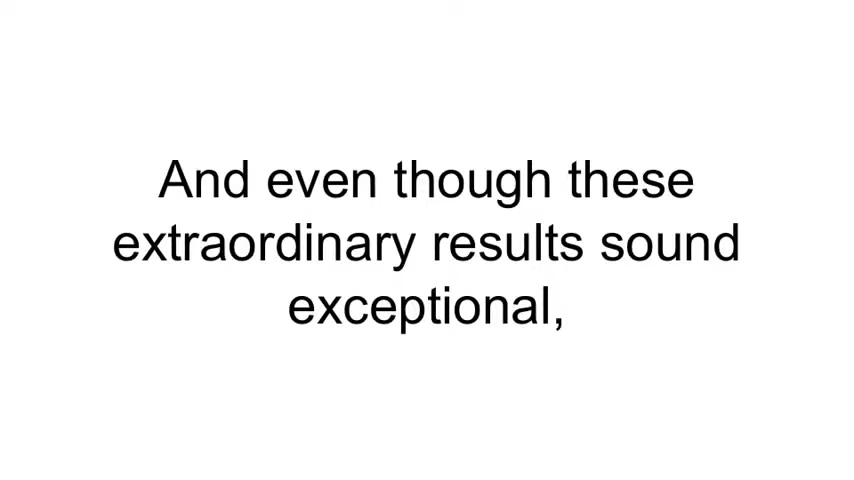 And even though these
extraordinary results sound
exceptional,